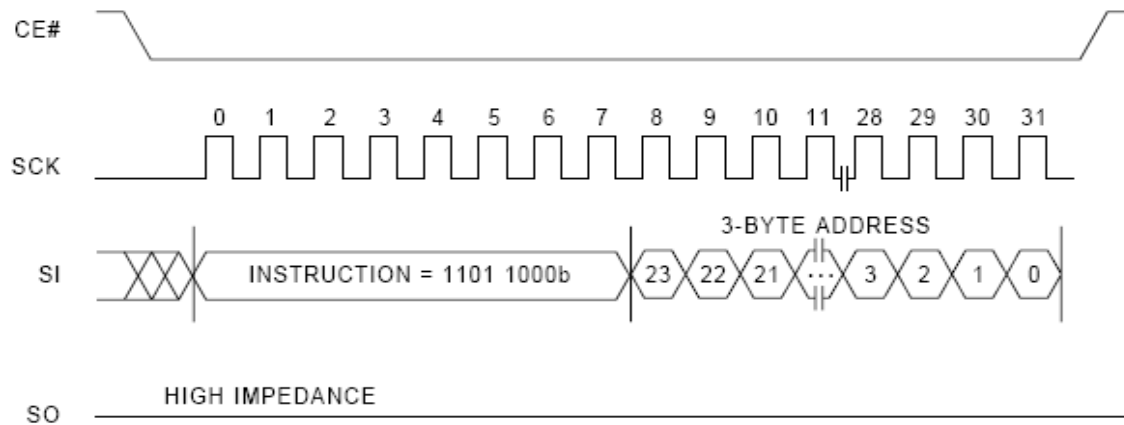 CE#
0 1 2 3 4 5 6 7 8 9 10 11 28 29 30 31
SCK
3-BYTE ADDRESS
SI INSTRUCTION = 1101 1000b 23 22 21 ... 3 2 1 0
HIGH IMPEDANCE
SO